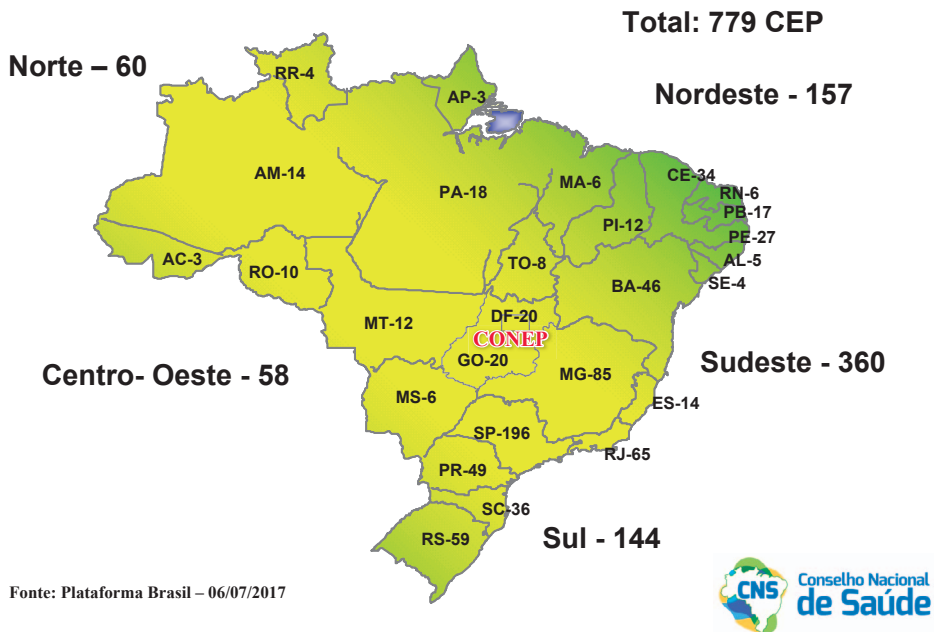 Total: 779 CEP
Norte – 60
RR-4
AP-3
Nordeste - 157
AM-14
PA-18
MA-6
CE-34
RN-6
PB-17
PI-12
PE-27
AC-3
RO-10
TO-8
AL-5
SE-4
BA-46
MT-12
DF-20
CONEP
GO-20
Centro- Oeste - 58
MG-85
Sudeste - 360
MS-6
ES-14
SP-196
RJ-65
PR-49
SC-36
RS-59
Sul - 144
Fonte: Plataforma Brasil – 06/07/2017
CNS
Conselho Nacional
de Saúde